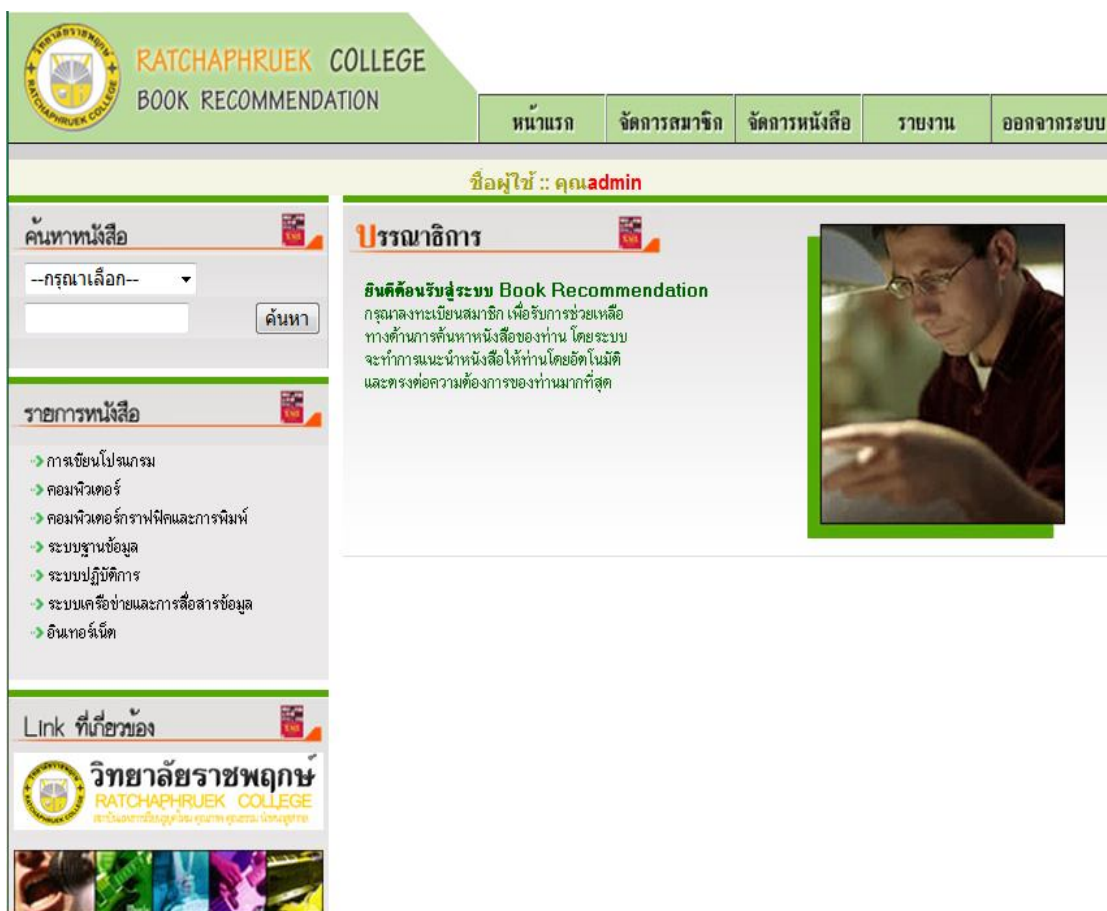 RATCHAPHRUEK COLLEGE
BOOK RECOMMENDATION
วิทยาลัยราชพฤกษ์
RATCHAPHRUEK COLLEGE
หน้าแรก
จัดการสมาชิก
จัดการหนังสือ
รายงาน
ออกจากระบบ
ชื่อผู้ใช้ :: คุณadmin
ค้นหาหนังสือ
--กรุณาเลือก--
ค้นหา
รายการหนังสือ
การเขียนโปรแกรม
คอมพิวเตอร์
คอมพิวเตอร์กราฟฟิคและการพิมพ์
ระบบฐานข้อมูล
ระบบปฏิบัติการ
ระบบเครือข่ายและการสื่อสารข้อมูล
อินเทอร์เน็ต
Link ที่เกี่ยวข้อง
วิทยาลัยราชพฤกษ์
RATCHAPHRUEK COLLEGE
บรรณาธิการ
ยินดีต้อนรับสู่ระบบ Book Recommendation
กรุณาลงทะเบียนสมาชิก เพื่อรับการช่วยเหลือ
ทางด้านการค้นหาหนังสือของท่าน โดยระบบ
จะทำการแนะนำหนังสือให้ท่านโดยอัตโนมัติ
และตรงต่อความต้องการของท่านมากที่สุด